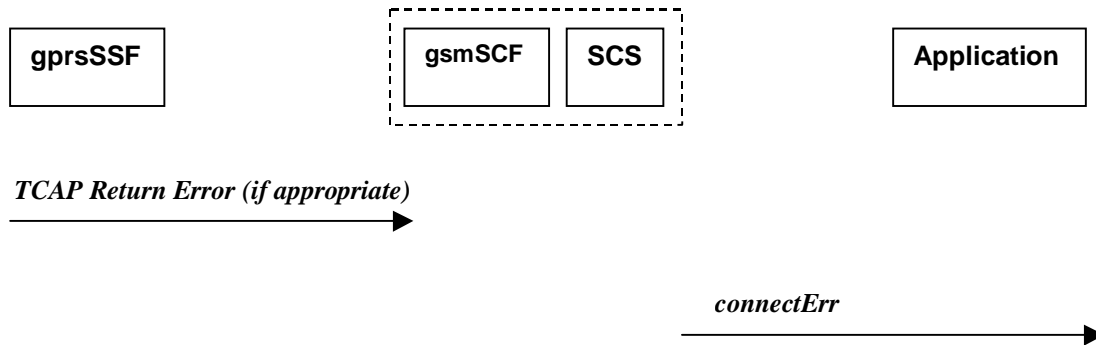 gprsSSF
gsmSCF
SCS
Application
TCAP Return Error (if appropriate)
connectErr